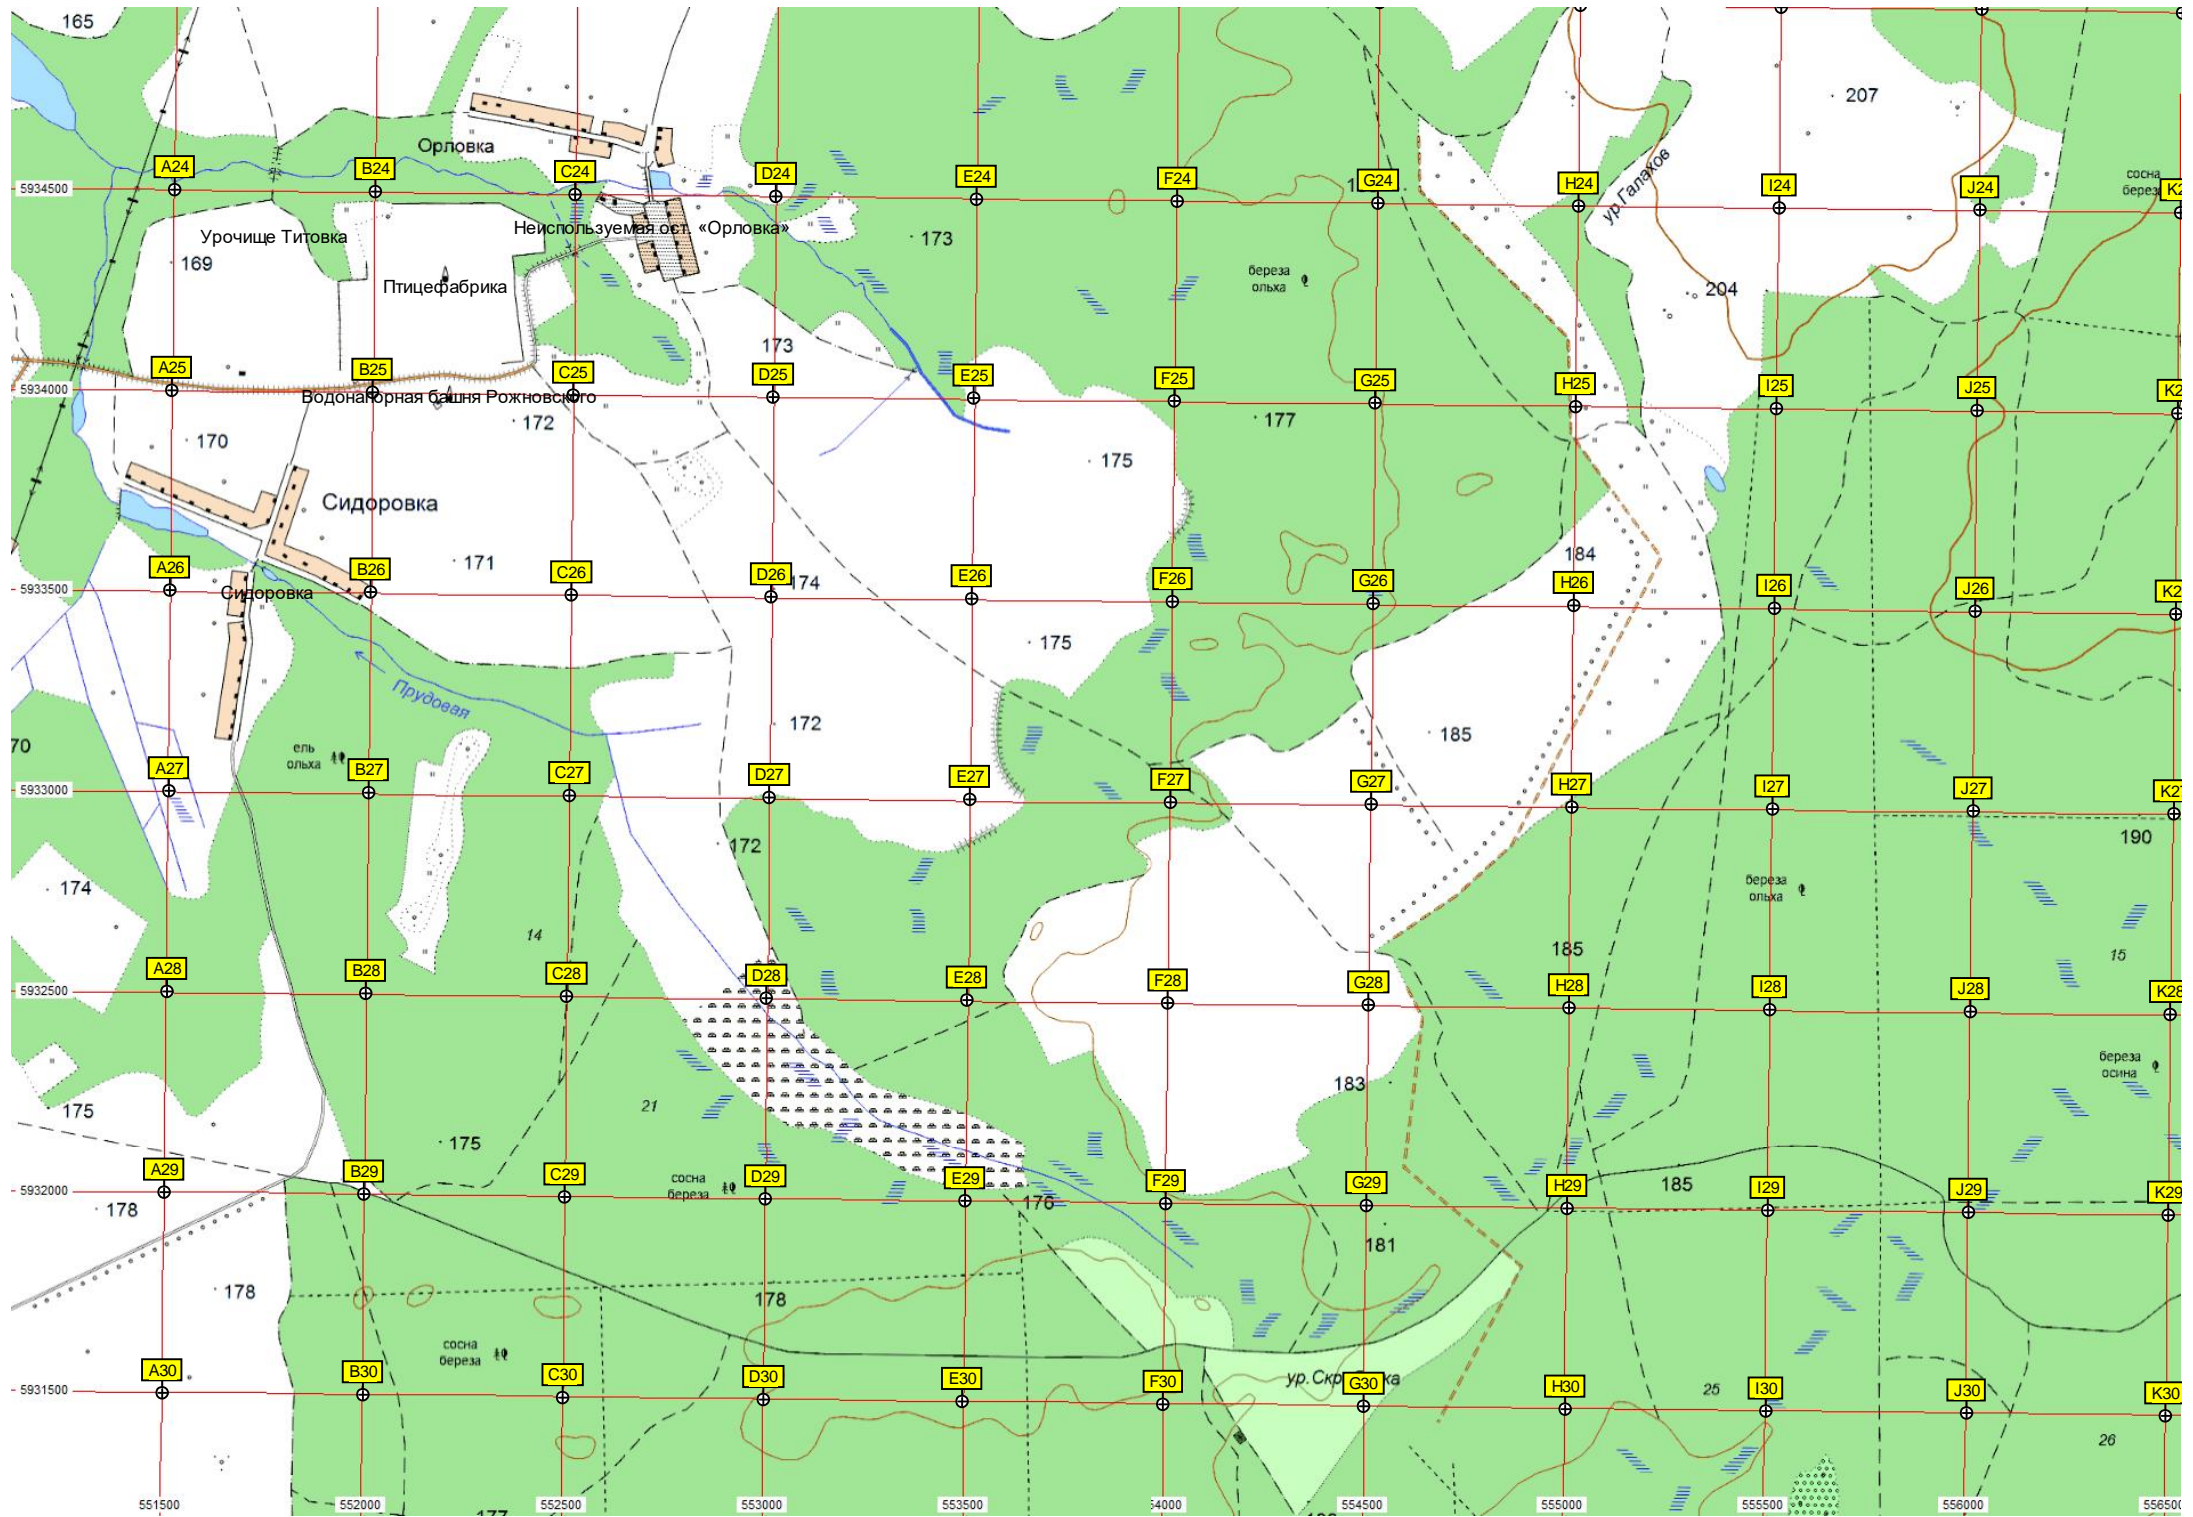 165
207
Орловка
A24
B24
C24
D24
E24
F24
G24
H24
I24
J24
5934500
сосна
ур.Галахов
Урочище Титовка
Неиспользуемая ост. «Орловка»
173
169
Птицефабрика
береза
ольха
204
173
A25
B25
C25
D25
E25
F25
G25
H25
I25
J25
5934000
Водонапорная башня Рожновского
172
177
170
175
Сидоровка
184
171
A26
B26
C26
D26
174
E26
F26
G26
H26
I26
J26
5933500
Сидоровка
175
Прудовая
172
185
70
ель
ольха
A27
B27
C27
D27
E27
F27
G27
H27
I27
J27
5933000
172
190
174
береза
ольха
14
185
15
A28
B28
C28
D28
E28
F28
G28
H28
I28
J28
K28
5932500
береза
осина
183
175
21
175
A29
B29
C29
сосна
береза
D29
E29
F29
G29
H29
185
I29
J29
K29
5932000
178
176
181
178
178
сосна
береза
A30
B30
C30
D30
E30
F30
G30
H30
25
I30
J30
K30
5931500
26
551500
552000
552500
553000
553500
54000
554500
555000
555500
556000
556500
177